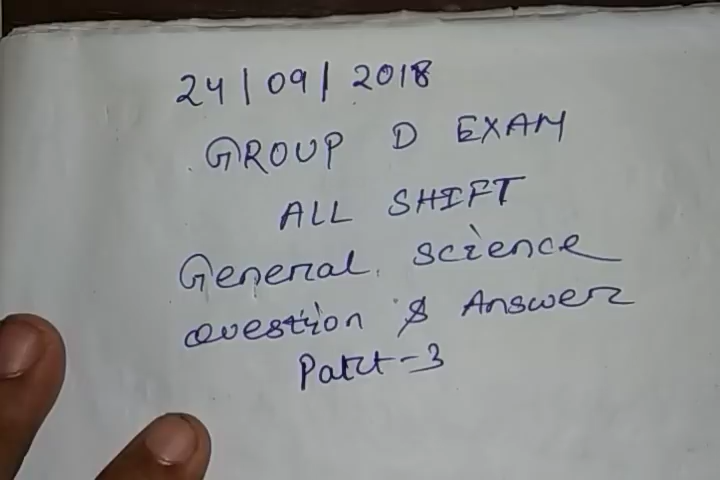 24/09/2018
GROUP D EXAM
ALL SHIFT
General science
question & Answer
Part-3